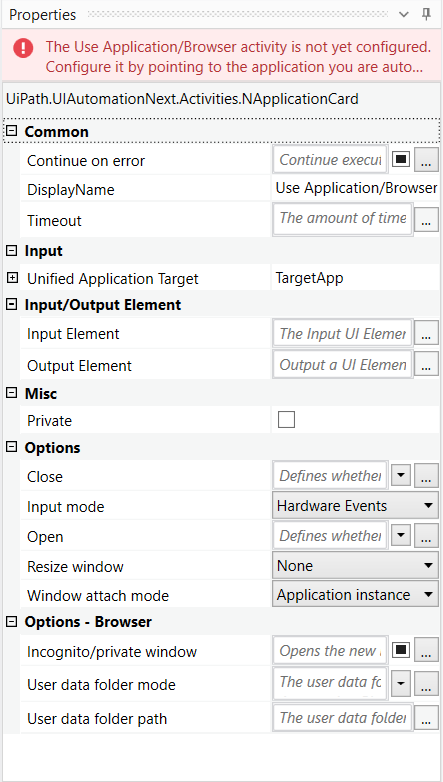 Properties
The Use Application/Browser activity is not yet configured.
Configure it by pointing to the application you are auto...
UiPath.UIAutomationNext.Activities.NApplicationCard
Common
Continue on error Continue execut ...
DisplayName Use Application/Browser
Timeout The amount of time ...
Input
Unified Application Target TargetApp
Input/Output Element
Input Element The Input UI Elemen ...
Output Element Output a UI Elemen ...
Misc
Private
Options
Close Defines whether ...
Input mode Hardware Events
Open Defines whether ...
Resize window None
Window attach mode Application instance
Options - Browser
Incognito/private window Opens the new ...
User data folder mode The user data fo ...
User data folder path The user data folder ...